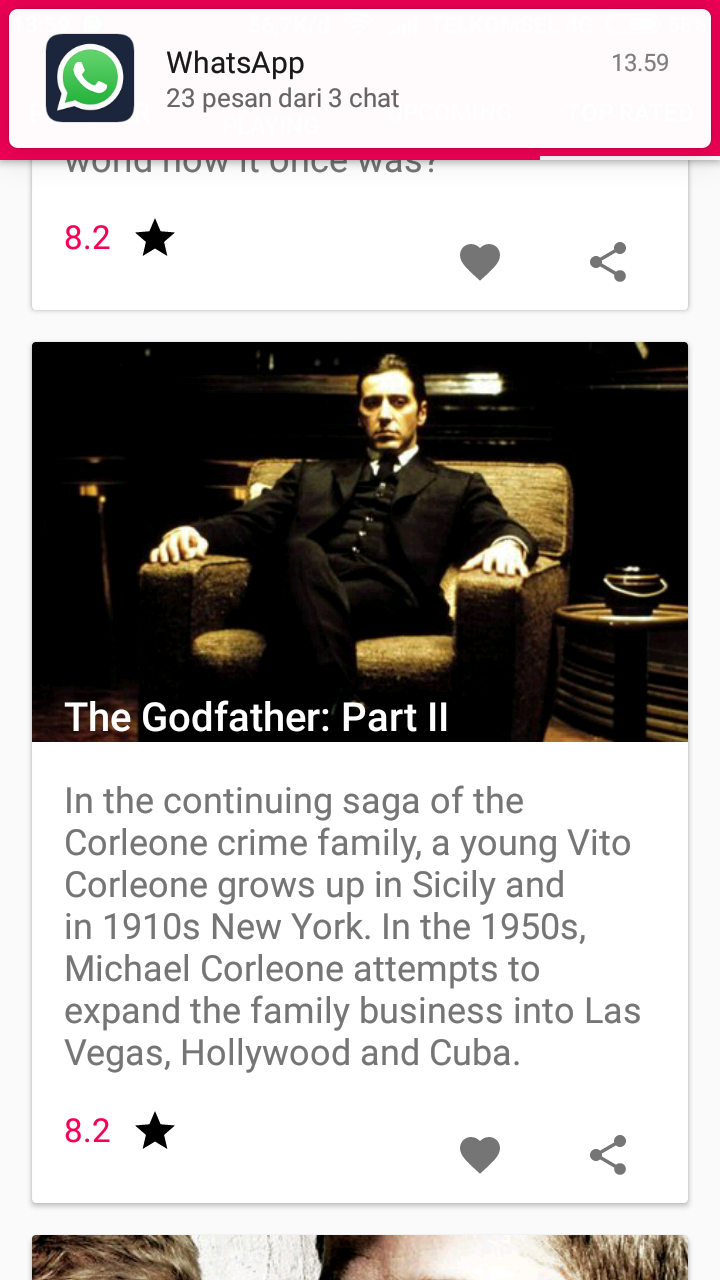 WhatsApp
13.59
23 pesan dari 3 chat
TOP RATED
world how it once was?
8.2
The Godfather: Part II
In the continuing saga of the
Corleone crime family, a young Vito
Corleone grows up in Sicily and
in 1910s New York. In the 1950s,
Michael Corleone attempts to
expand the family business into Las
Vegas, Hollywood and Cuba.
8.2